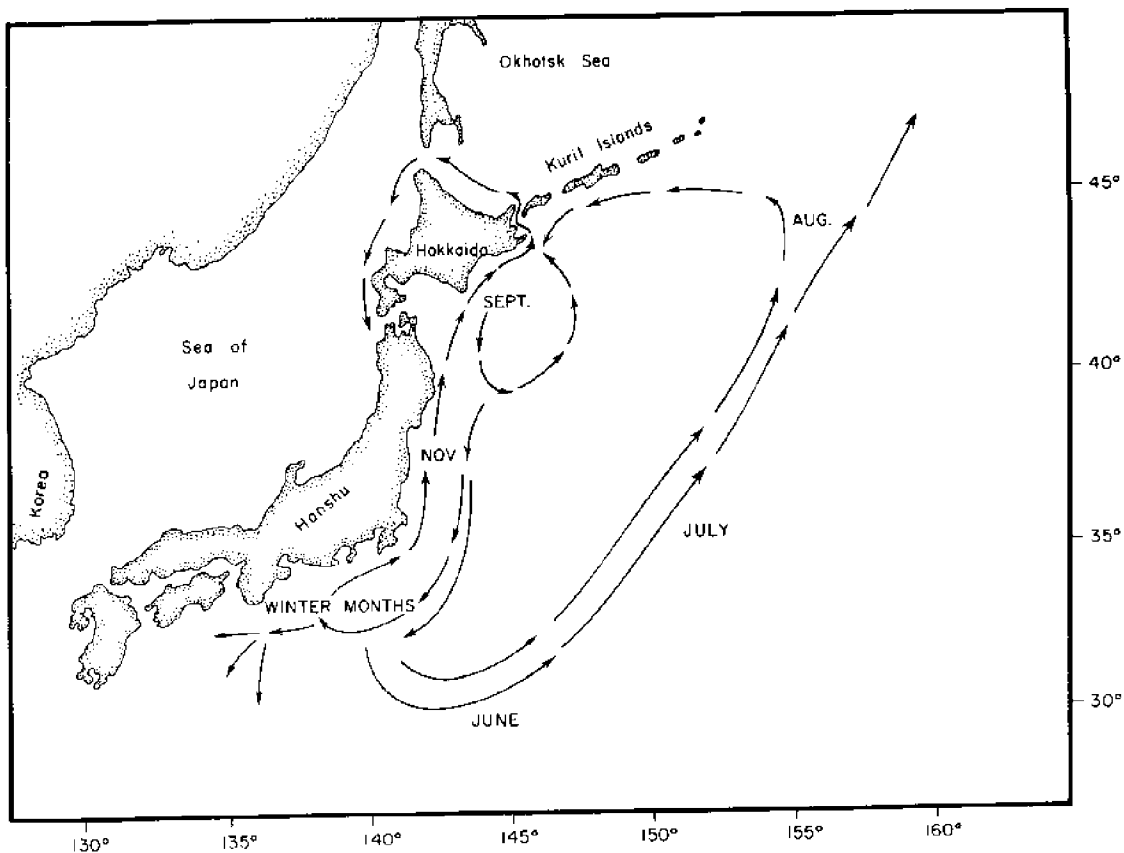 Okhotsk Sea
Kuril Islands
45°
AUG.
Hokkaido
SEPT.
Sea of
Japan
40°
NOV
Korea
Honshu
JULY
35°
WINTER MONTHS
30°
JUNE
130°
135°
140°
145°
150°
155°
160°